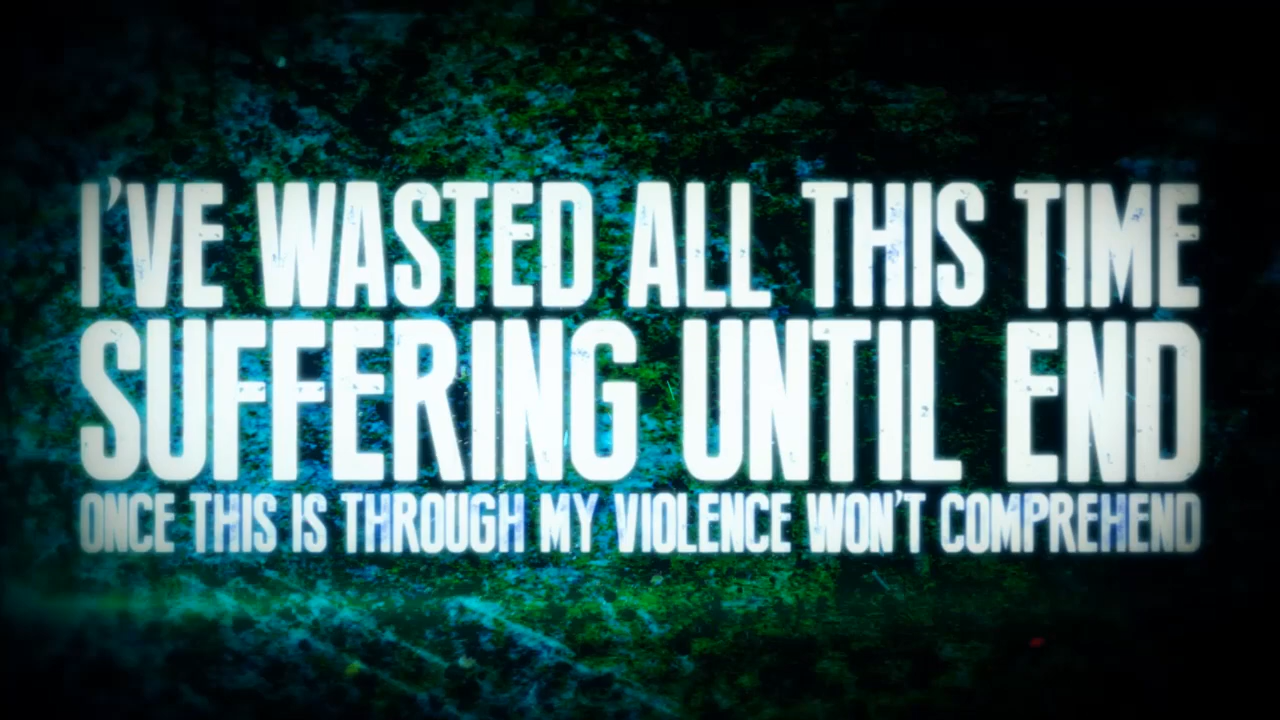 I'VE WASTED ALL THIS TIME
SUFFERING UNTIL END
ONCE THIS IS THROUGH MY VIOLENCE WON'T COMPREHEND